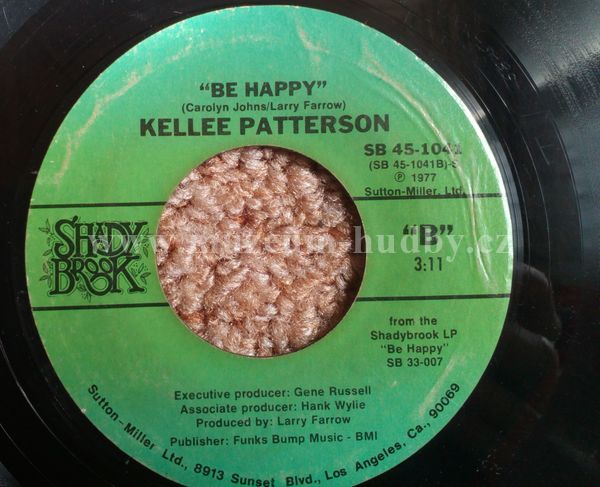 "BE HAPPY"
(Carolyn Johns/Larry Farrow)
KELLEE PATTERSON
SB 45-1041
(SB 45-1041B)-S
Ⓟ 1977
Sutton-Miller, Ltd.
SHADY
BROOK
"B"
3:11
www.muzeum-hudby.cz
from the
Shadybrook LP
"Be Happy"
SB 33-007
Executive producer: Gene Russell
Associate producer: Hank Wylie
Produced by: Larry Farrow
Publisher: Funks Bump Music - BMI
Sutton-Miller Ltd., 8913 Sunset Blvd., Los Angeles, Ca., 90069